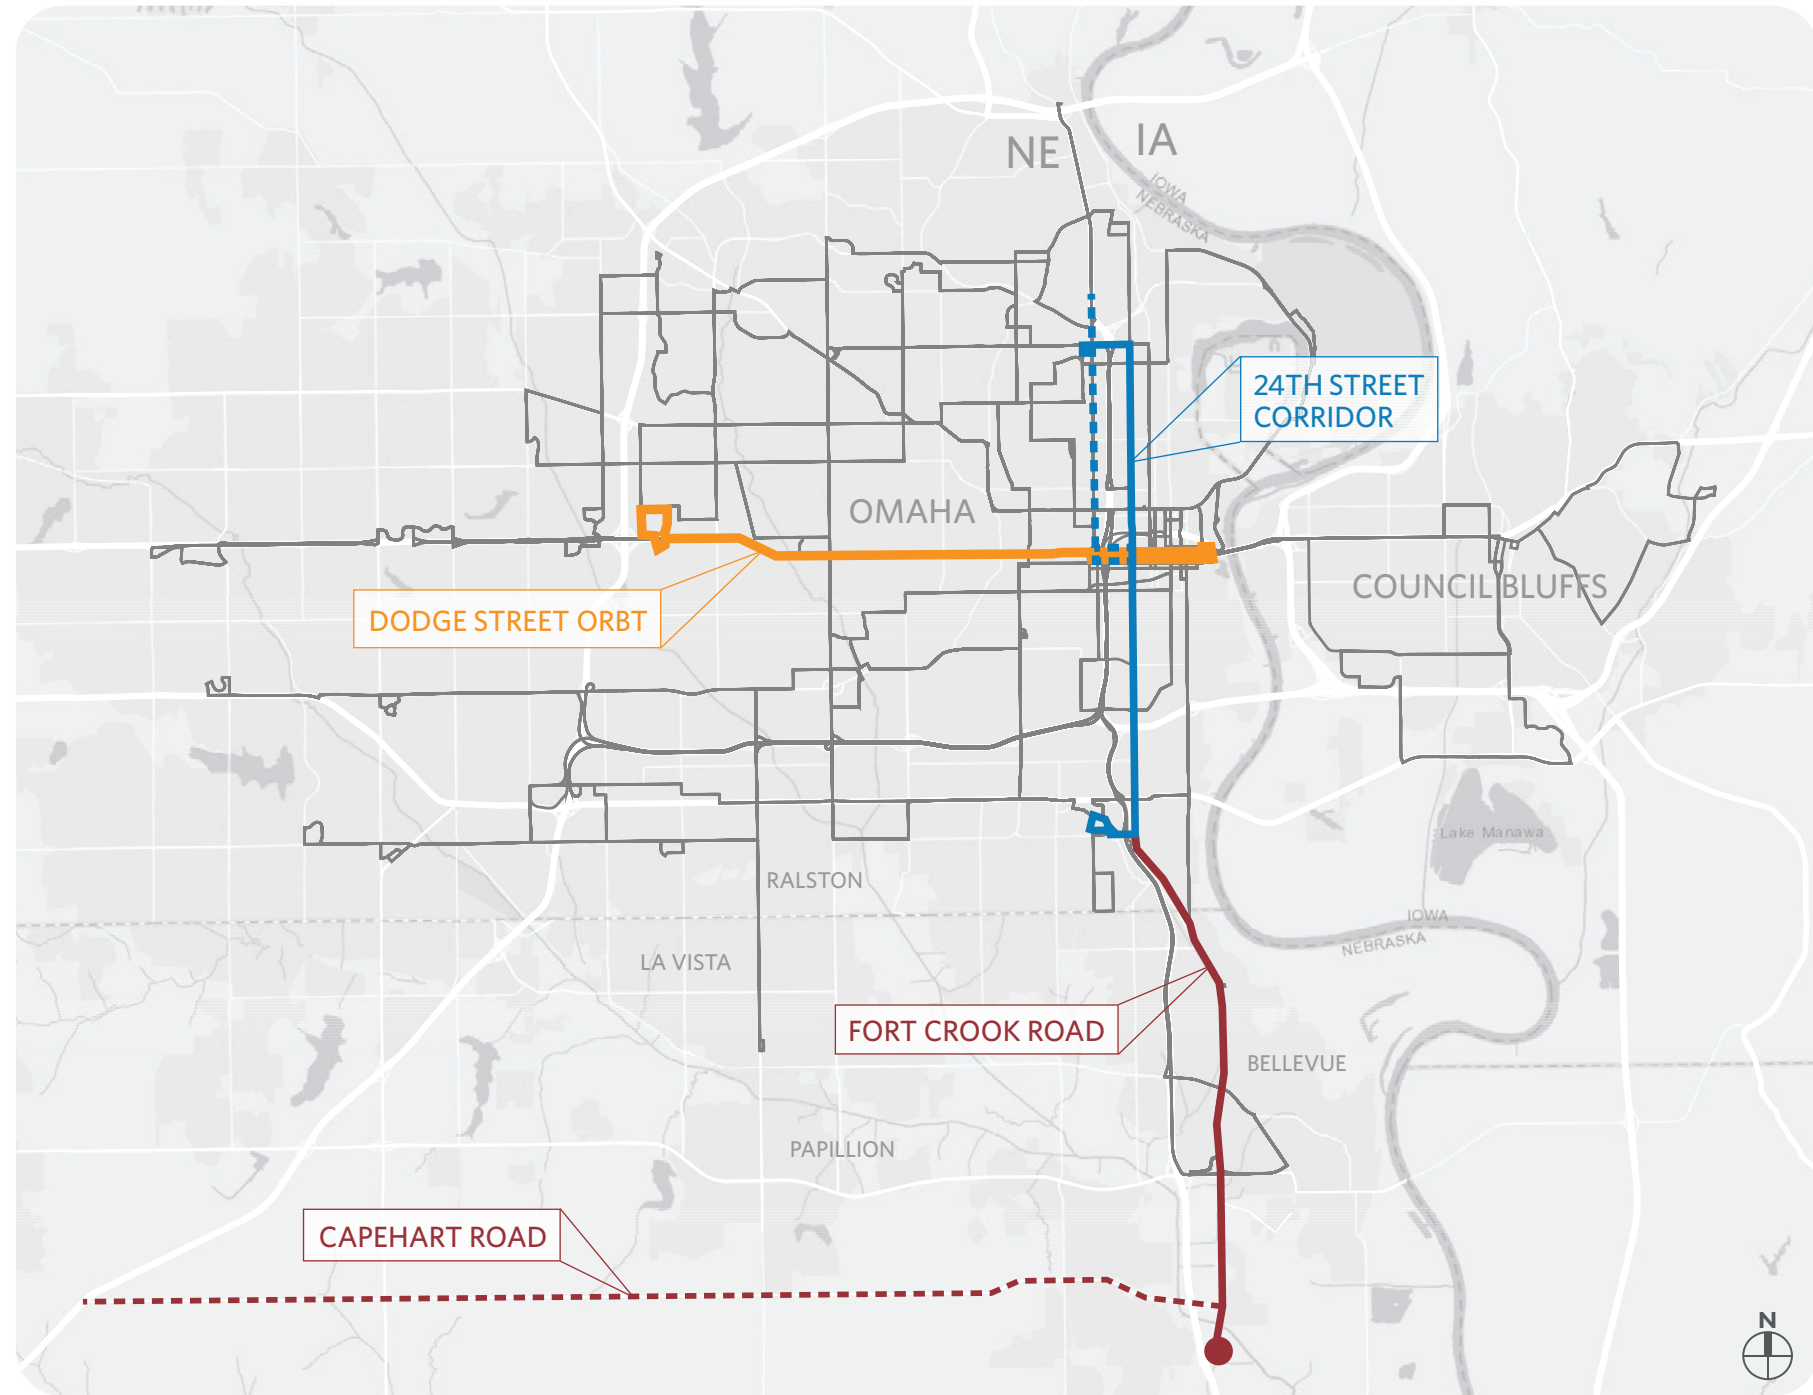 NE
IA
IOWA
NEBRASKA
24TH STREET
CORRIDOR
OMAHA
COUNCIL BLUFFS
DODGE STREET ORBT
Lake Manawa
RALSTON
IOWA
NEBRASKA
LA VISTA
FORT CROOK ROAD
BELLEVUE
PAPILLION
CAPEHART ROAD
N